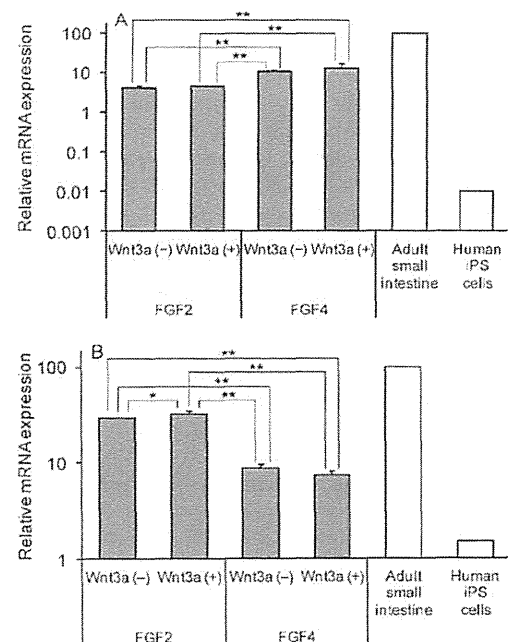 A
**
**
**
**
Relative mRNA expression
100
10
1
0.1
0.01
0.001
Wnt3a (–) Wnt3a (+) Wnt3a (–) Wnt3a (+)
Adult small intestine
Human iPS cells
FGF2
FGF4
B
**
**
**
*
**
Relative mRNA expression
100
10
1
Wnt3a (–) Wnt3a (+) Wnt3a (–) Wnt3a (+)
Adult small intestine
Human iPS cells
FGF2
FGF4